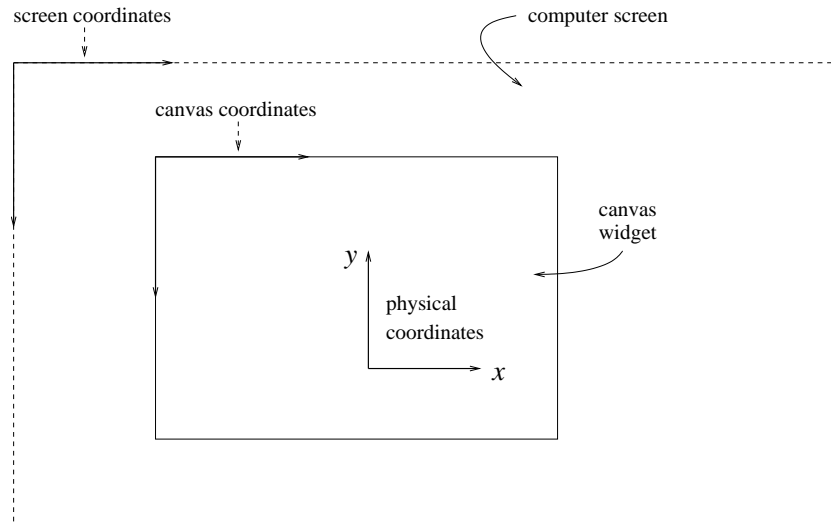 screen coordinates
computer screen
canvas coordinates
canvas
widget
y
physical
coordinates
x